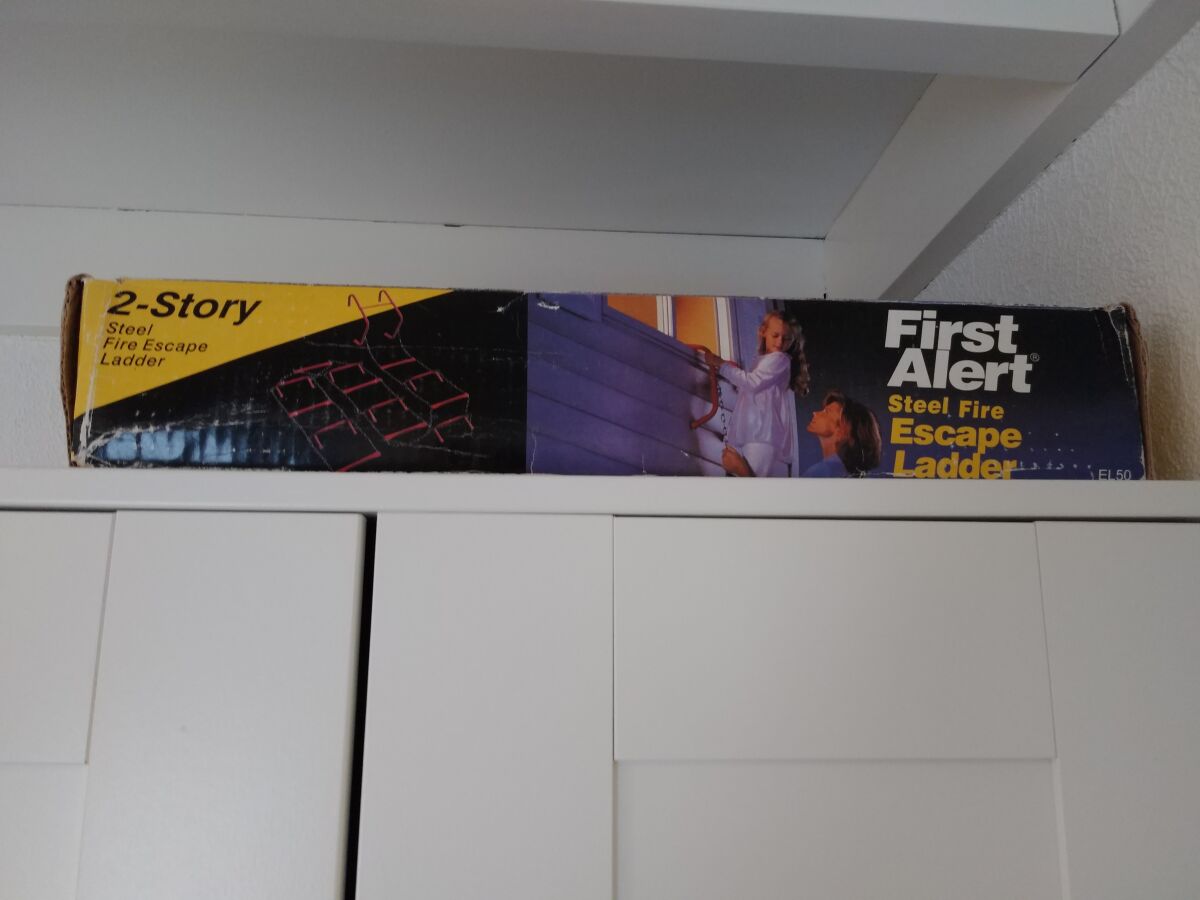 2-Story
Steel
Fire Escape
Ladder
First
Alert®
Steel Fire
Escape
Ladder
EL50